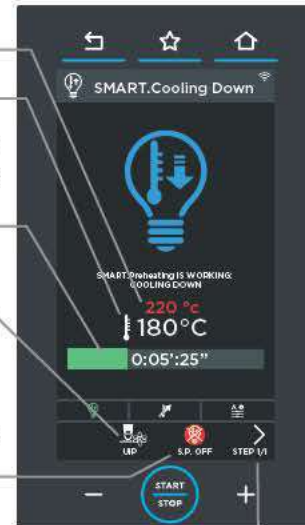 SMART.Cooling Down
SMART.Preheating IS WORKING:
COOLING DOWN
220 °c
180°C
0:05':25”
UIP
S.P. OFF
STEP 1/1
START
STOP